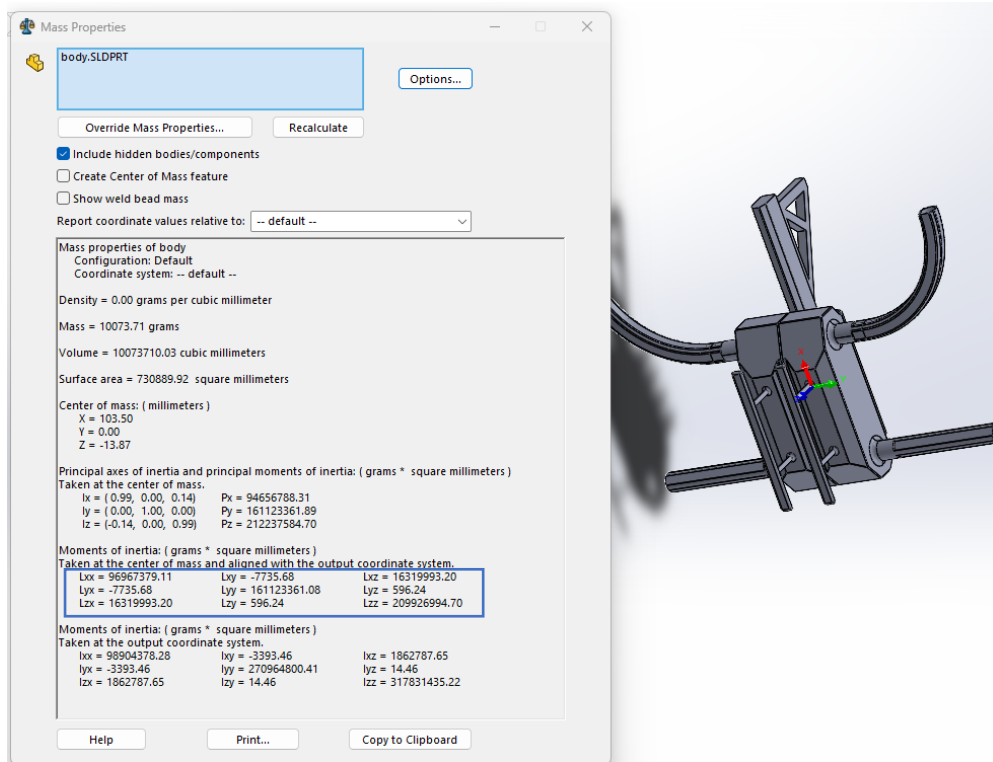 Mass Properties
body.SLDPRT
Options...
Override Mass Properties...
Recalculate
Include hidden bodies/components
Create Center of Mass feature
Show weld bead mass
Report coordinate values relative to: -- default --
Mass properties of body
Configuration: Default
Coordinate system: -- default --
Density = 0.00 grams per cubic millimeter
Mass = 10073.71 grams
Volume = 10073710.03 cubic millimeters
Surface area = 730889.92 square millimeters
Center of mass: ( millimeters )
X = 103.50
Y = 0.00
Z = -13.87
Principal axes of inertia and principal moments of inertia: ( grams * square millimeters )
Taken at the center of mass.
Ix = ( 0.99, 0.00, 0.14) Px = 94656788.31
Iy = ( 0.00, 1.00, 0.00) Py = 161123361.89
Iz = (-0.14, 0.00, 0.99) Pz = 212237584.70
Moments of inertia: ( grams * square millimeters )
Taken at the center of mass and aligned with the output coordinate system.
Lxx = 96967379.11 Lxy = -7735.68 Lxz = 16319993.20
Lyx = -7735.68 Lyy = 161123361.08 Lyz = 596.24
Lzx = 16319993.20 Lzy = 596.24 Lzz = 209926994.70
Moments of inertia: ( grams * square millimeters )
Taken at the output coordinate system.
Ixx = 98904378.28 Ixy = -3393.46 Ixz = 1862787.65
Iyx = -3393.46 Iyy = 270964800.41 Iyz = 14.46
Izx = 1862787.65 Izy = 14.46 Izz = 317831435.22
Help
Print...
Copy to Clipboard